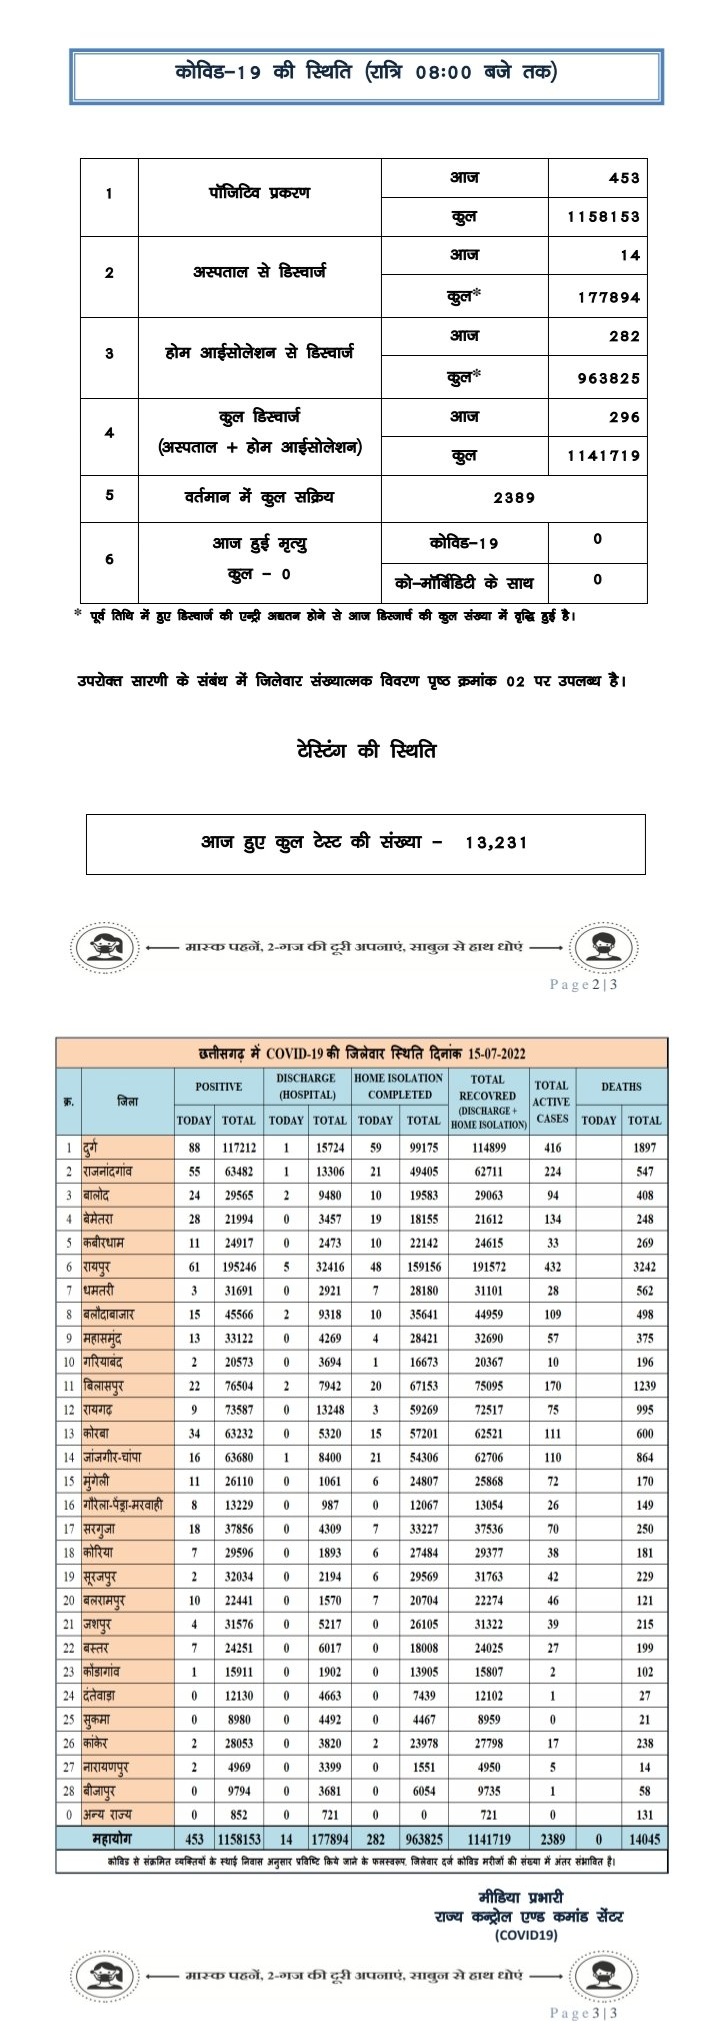 कोविड–19 की स्थिति (रात्रि 08:00 बजे तक)
1 पॉजिटिव प्रकरण आज 453
कुल 1158153
2 अस्पताल से डिस्चार्ज आज 14
कुल* 177894
3 होम आईसोलेशन से डिस्चार्ज आज 282
कुल* 963825
4 कुल डिस्चार्ज (अस्पताल + होम आईसोलेशन) आज 296
कुल 1141719
5 वर्तमान में कुल सक्रिय 2389
6 आज हुई मृत्यु कुल – 0 कोविड–19 0
को–मॉर्बिडिटी के साथ 0
* पूर्व तिथि में हुए डिस्चार्ज की एन्ट्री अद्यतन होने से आज डिस्जार्च की कुल संख्या में वृद्धि हुई है।
उपरोक्त सारणी के संबंध में जिलेवार संख्यात्मक विवरण पृष्ठ क्रमांक 02 पर उपलब्ध है।
टेस्टिंग की स्थिति
आज हुए कुल टेस्ट की संख्या – 13,231
मास्क पहनें, 2-गज की दूरी अपनाएं, साबुन से हाथ धोएं
Page2|3
छत्तीसगढ़ में COVID-19 की जिलेवार स्थिति दिनांक 15-07-2022
क्र. जिला POSITIVE DISCHARGE (HOSPITAL) HOME ISOLATION COMPLETED TOTAL RECOVRED (DISCHARGE + HOME ISOLATION) TOTAL ACTIVE CASES DEATHS
TODAY TOTAL TODAY TOTAL TODAY TOTAL TODAY TOTAL
1 दुर्ग 88 117212 1 15724 59 99175 114899 416 1897
2 राजनांदगांव 55 63482 1 13306 21 49405 62711 224 547
3 बालोद 24 29565 2 9480 10 19583 29063 94 408
4 बेमेतरा 28 21994 0 3457 19 18155 21612 134 248
5 कबीरधाम 11 24917 0 2473 10 22142 24615 33 269
6 रायपुर 61 195246 5 32416 48 159156 191572 432 3242
7 धमतरी 3 31691 0 2921 7 28180 31101 28 562
8 बलौदाबाजार 15 45566 2 9318 10 35641 44959 109 498
9 महासमुंद 13 33122 0 4269 4 28421 32690 57 375
10 गरियाबंद 2 20573 0 3694 1 16673 20367 10 196
11 बिलासपुर 22 76504 2 7942 20 67153 75095 170 1239
12 रायगढ़ 9 73587 0 13248 3 59269 72517 75 995
13 कोरबा 34 63232 0 5320 15 57201 62521 111 600
14 जांजगीर-चांपा 16 63680 1 8400 21 54306 62706 110 864
15 मुंगेली 11 26110 0 1061 6 24807 25868 72 170
16 गौरेला-पेंड्रा-मरवाही 8 13229 0 987 0 12067 13054 26 149
17 सरगुजा 18 37856 0 4309 7 33227 37536 70 250
18 कोरिया 7 29596 0 1893 6 27484 29377 38 181
19 सूरजपुर 2 32034 0 2194 6 29569 31763 42 229
20 बलरामपुर 10 22441 0 1570 7 20704 22274 46 121
21 जशपुर 4 31576 0 5217 0 26105 31322 39 215
22 बस्तर 7 24251 0 6017 0 18008 24025 27 199
23 कोंडागांव 1 15911 0 1902 0 13905 15807 2 102
24 दंतेवाड़ा 0 12130 0 4663 0 7439 12102 1 27
25 सुकमा 0 8980 0 4492 0 4467 8959 0 21
26 कांकेर 2 28053 0 3820 2 23978 27798 17 238
27 नारायणपुर 2 4969 0 3399 0 1551 4950 5 14
28 बीजापुर 0 9794 0 3681 0 6054 9735 1 58
0 अन्य राज्य 0 852 0 721 0 0 721 0 131
महायोग 453 1158153 14 177894 282 963825 1141719 2389 0 14045
कोविड से संक्रमित व्यक्तियों के स्थाई निवास अनुसार प्रविष्टि किये जाने के फलस्वरूप, जिलेवार दर्ज कोविड मरीजों की संख्या में अंतर संभावित है।
मीडिया प्रभारी
राज्य कन्ट्रोल एण्ड कमांड सेंटर
(COVID19)
मास्क पहनें, 2-गज की दूरी अपनाएं, साबुन से हाथ धोएं
Page3|3